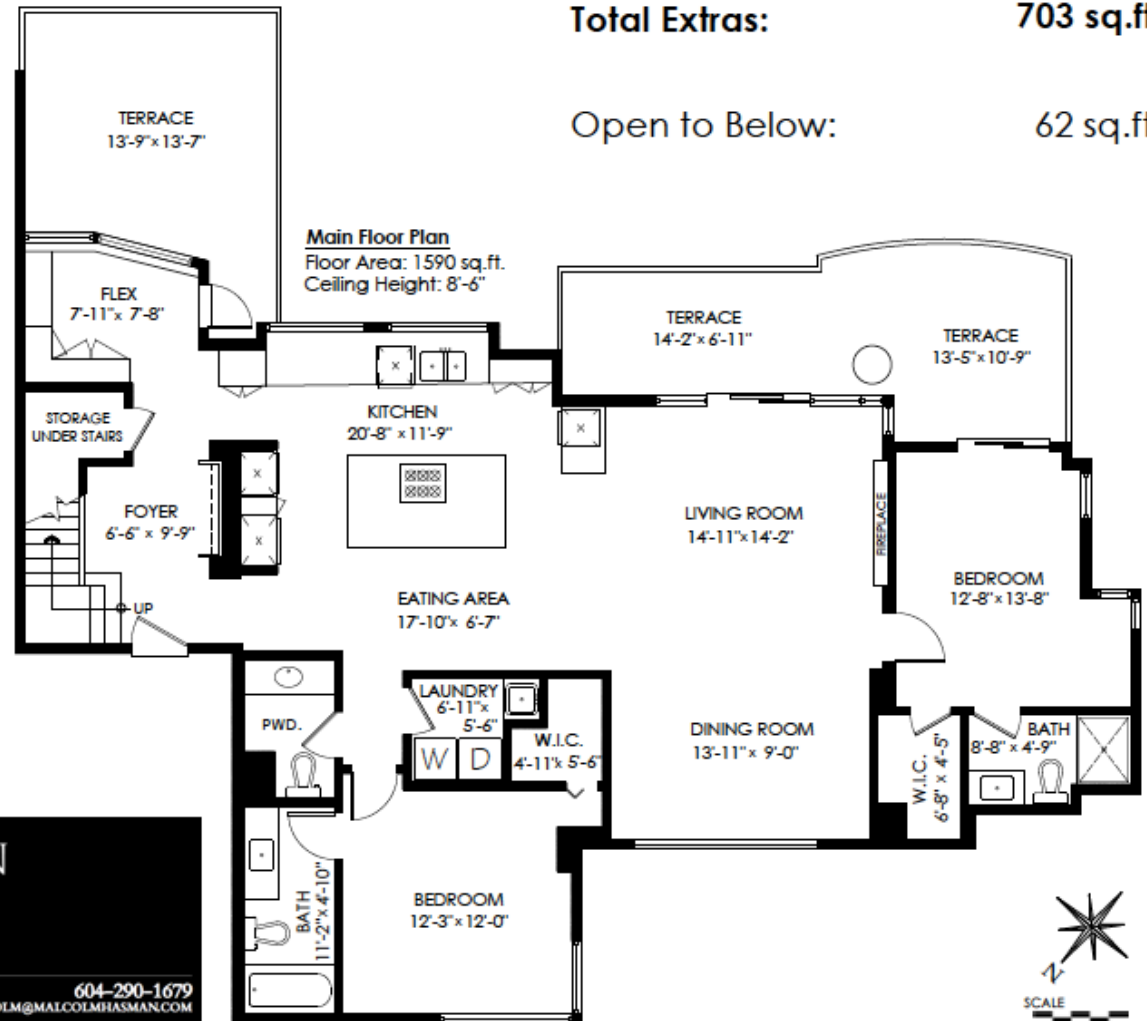 Total Extras: 703 sq.ft
Open to Below: 62 sq.ft
TERRACE
13'-9"x 13'-7"
Main Floor Plan
Floor Area: 1590 sq.ft.
Ceiling Height: 8'-6"
FLEX
7'-11"x 7'-8"
TERRACE
14'-2"x 6'-11"
TERRACE
13'-5"x 10'-9"
STORAGE
UNDER STAIRS
KITCHEN
20'-8" x 11'-9"
FOYER
6'-6" x 9'-9"
LIVING ROOM
14'-11"x 14'-2"
FIREPLACE
BEDROOM
12'-8"x 13'-8"
EATING AREA
17'-10"x 6'-7"
UP
LAUNDRY
6'-11"x
5'-6"
PWD.
W D
W.I.C.
4'-11"x 5'-6"
DINING ROOM
13'-11" x 9'-0"
W.I.C.
6'-8" x 4'-5"
BATH
8'-8" x 4'-9"
BATH
11'-2"x 4'-10"
BEDROOM
12'-3"x 12'-0"
N
604-290-1679
LM@MALCOLMHASMAN.COM
N
SCALE